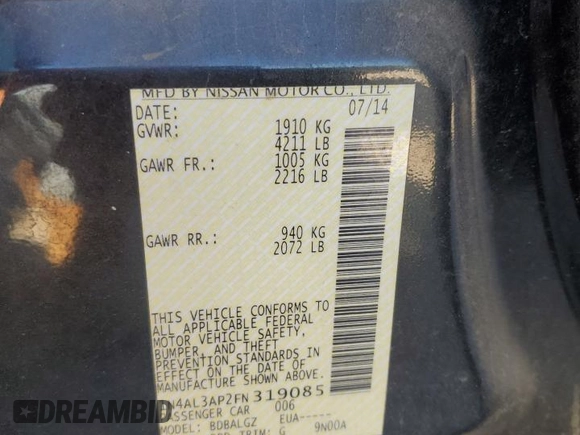 MFD BY NISSAN MOTOR CO., LTD.
DATE: 07/14
GVWR: 1910 KG
4211 LB
GAWR FR.: 1005 KG
2216 LB
GAWR RR.: 940 KG
2072 LB
THIS VEHICLE CONFORMS TO
ALL APPLICABLE FEDERAL
MOTOR VEHICLE SAFETY,
BUMPER, AND THEFT
PREVENTION STANDARDS IN
EFFECT ON THE DATE OF
MANUFACTURE SHOWN ABOVE.
N4AL3AP2FN319085
PASSENGER CAR 006
MODEL: BDBALGZ EUA-----
TRIM: G 9N00A
DREAMBID